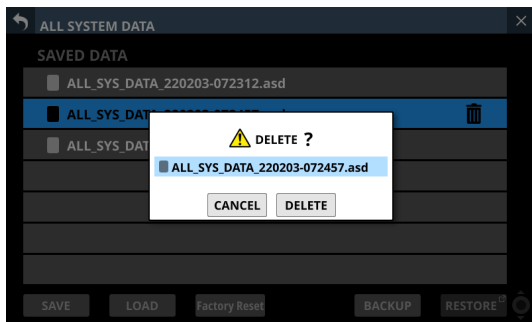 ALL SYSTEM DATA
SAVED DATA
ALL_SYS_DATA_220203-072312.asd
ALL_SYS_DAT
ALL_SYS_DAT
DELETE ?
ALL_SYS_DATA_220203-072457.asd
CANCEL DELETE
SAVE LOAD Factory Reset BACKUP RESTORE